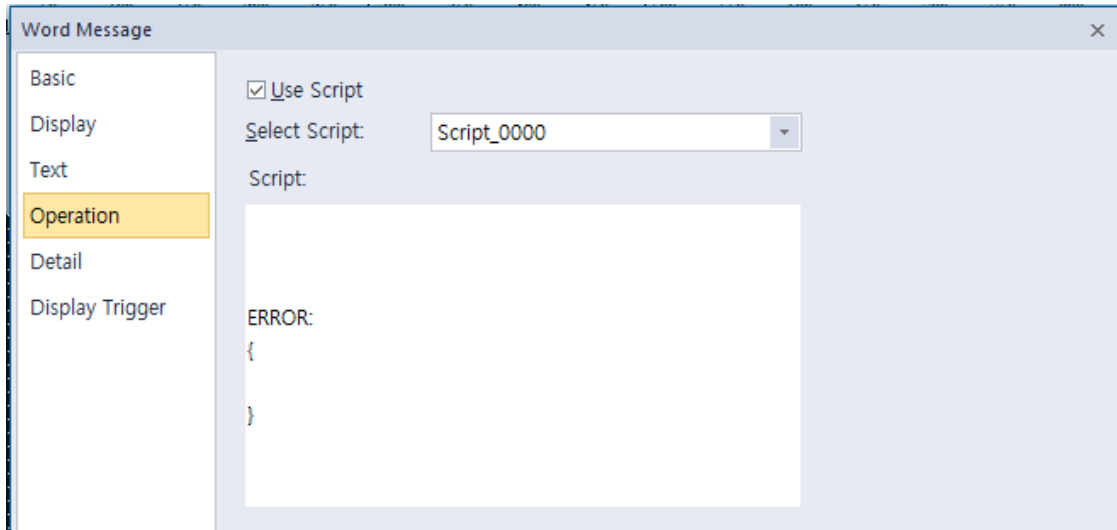 Word Message
Basic
Display
Text
Operation
Detail
Display Trigger
Use Script
Select Script: Script_0000
Script:
ERROR:
{
}